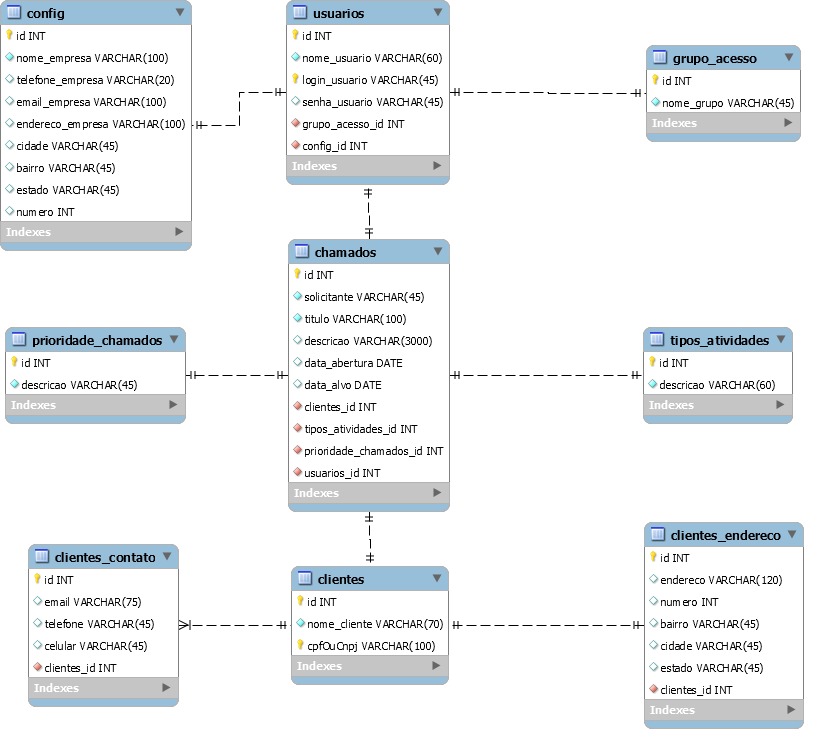 config
id INT
nome_empresa VARCHAR(100)
telefone_empresa VARCHAR(20)
email_empresa VARCHAR(100)
endereco_empresa VARCHAR(100)
cidade VARCHAR(45)
bairro VARCHAR(45)
estado VARCHAR(45)
numero INT
Indexes
usuarios
id INT
nome_usuario VARCHAR(60)
login_usuario VARCHAR(45)
senha_usuario VARCHAR(45)
grupo_acesso_id INT
config_id INT
Indexes
grupo_acesso
id INT
nome_grupo VARCHAR(45)
Indexes
prioridade_chamados
id INT
descricao VARCHAR(45)
Indexes
chamados
id INT
solicitante VARCHAR(45)
titulo VARCHAR(100)
descricao VARCHAR(3000)
data_abertura DATE
data_alvo DATE
clientes_id INT
tipos_atividades_id INT
prioridade_chamados_id INT
usuarios_id INT
Indexes
tipos_atividades
id INT
descricao VARCHAR(60)
Indexes
clientes_contato
id INT
email VARCHAR(75)
telefone VARCHAR(45)
celular VARCHAR(45)
clientes_id INT
Indexes
clientes
id INT
nome_cliente VARCHAR(70)
cpfOuCnpj VARCHAR(100)
Indexes
clientes_endereco
id INT
endereco VARCHAR(120)
numero INT
bairro VARCHAR(45)
cidade VARCHAR(45)
estado VARCHAR(45)
clientes_id INT
Indexes